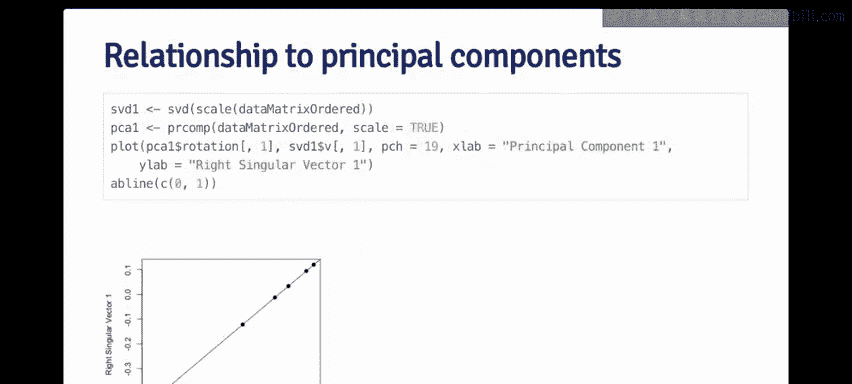 Relationship to principal components
svd1 <- svd(scale(dataMatrixOrdered))
pca1 <- prcomp(dataMatrixOrdered, scale = TRUE)
plot(pca1$rotation[, 1], svd1$v[, 1], pch = 19, xlab = "Principal Component 1",
ylab = "Right Singular Vector 1")
abline(c(0, 1))
0.1
0.0
-0.1
-0.2
-0.3
Right Singular Vector 1